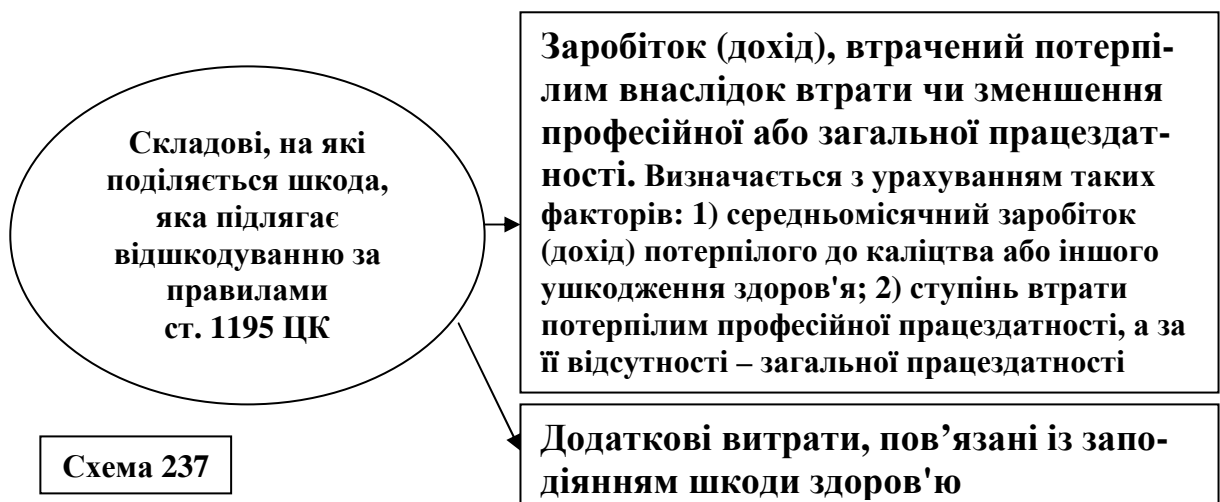 Складові, на які
поділяється шкода,
яка підлягає
відшкодуванню за
правилами
ст. 1195 ЦК
Заробіток (дохід), втрачений потерпі-
лим внаслідок втрати чи зменшення
професійної або загальної працездат-
ності. Визначається з урахуванням таких
факторів: 1) середньомісячний заробіток
(дохід) потерпілого до каліцтва або іншого
ушкодження здоров'я; 2) ступінь втрати
потерпілим професійної працездатності, а за
її відсутності – загальної працездатності
Додаткові витрати, пов’язані із запо-
діянням шкоди здоров'ю
Схема 237